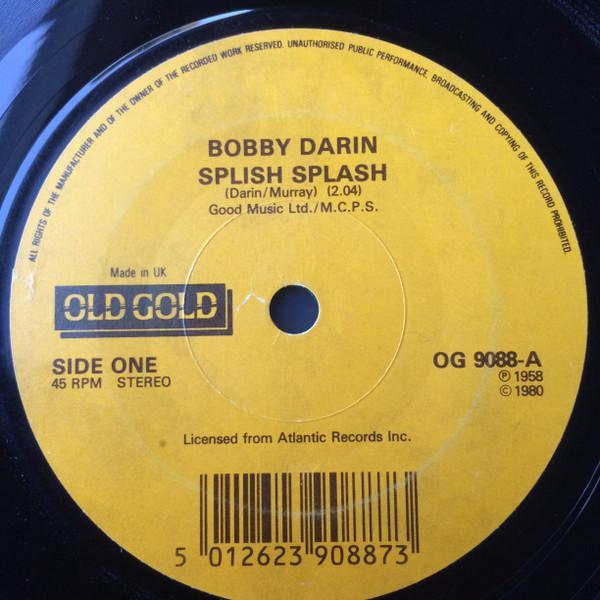 ALL RIGHTS OF THE MANUFACTURER AND OF THE OWNER OF THE RECORDED WORK RESERVED. UNAUTHORISED PUBLIC PERFORMANCE, BROADCASTING AND COPYING OF THIS RECORD PROHIBITED.
BOBBY DARIN
SPLISH SPLASH
(Darin/Murray) (2.04)
Good Music Ltd./M.C.P.S.
Made in UK
OLD GOLD
SIDE ONE
45 RPM STEREO
OG 9088-A
℗ 1958
© 1980
Licensed from Atlantic Records Inc.
5 012623 908873